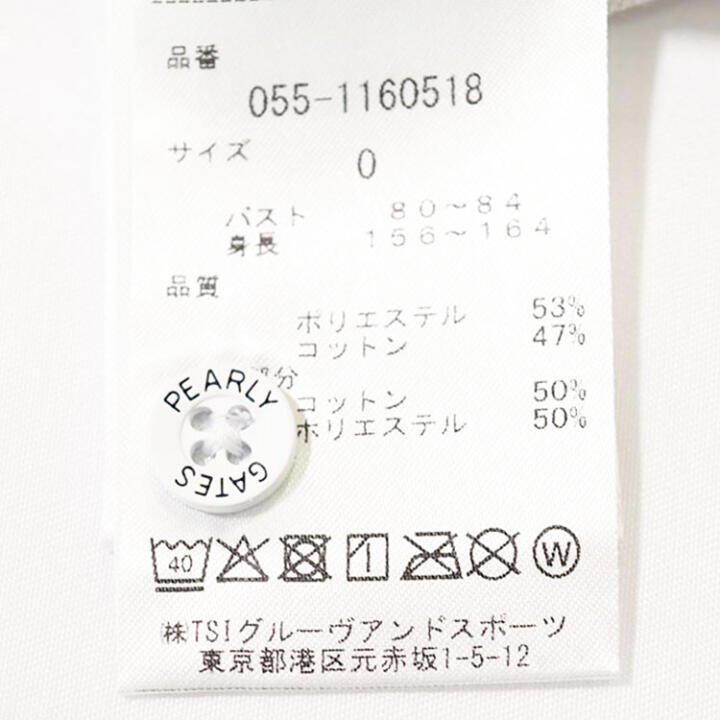 品番
055-1160518
サイズ 0
バスト 80〜84
身長 156〜164
品質
ポリエステル 53%
コットン 47%
部分
コットン 50%
ポリエステル 50%
PEARLY
GATES
40
W
㈱TSIグルーヴアンドスポーツ
東京都港区元赤坂1-5-12